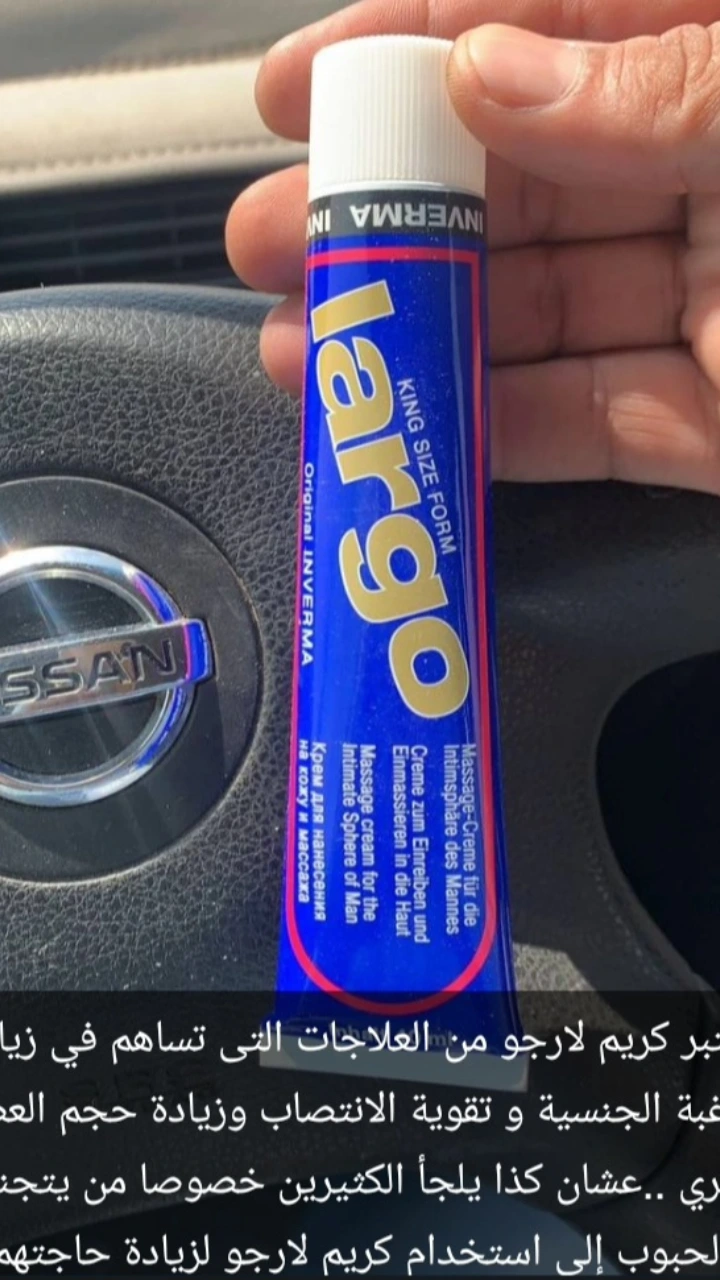 INVERMA
largo
KING SIZE FORM
Original INVERMA
Massage-Creme für die
Intimsphäre des Mannes
Creme zum Einreiben und
Einmassieren in die Haut
Massage cream for the
Intimate Sphere of Man
Крем для нанесения
на кожу и массажа
كريم لارجو من العلاجات التى تساهم في
الجنسية و تقوية الانتصاب وزيادة حجم
..عشان كذا يلجأ الكثيرين خصوصا من
إلى استخدام كريم لارجو لزيادة حاجتهم